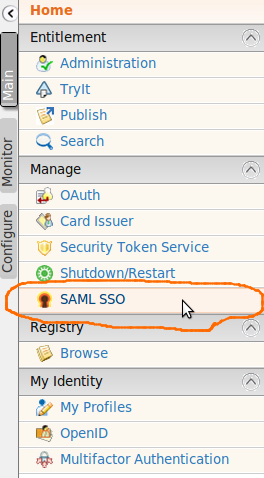 Home
Entitlement
Administration
TryIt
Publish
Search
Manage
OAuth
Card Issuer
Security Token Service
Shutdown/Restart
SAML SSO
Registry
Browse
My Identity
My Profiles
OpenID
Multifactor Authentication
Main
Monitor
Configure